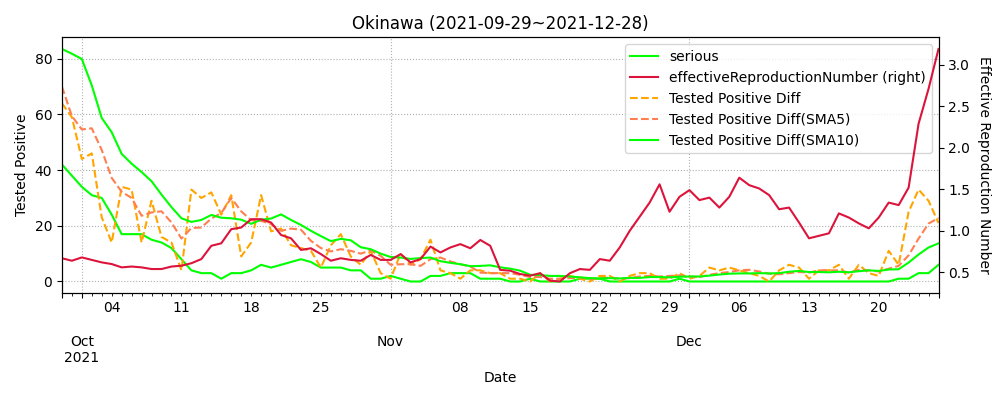 Okinawa (2021-09-29~2021-12-28)
serious
effectiveReproductionNumber (right)
Tested Positive Diff
Tested Positive Diff(SMA5)
Tested Positive Diff(SMA10)
Tested Positive
80
60
40
20
0
3.0
2.5
2.0
1.5
1.0
0.5
Effective Reproduction Number
04 11 18 25 08 15 22 29 06 13 20
Oct Nov Dec
2021
Date